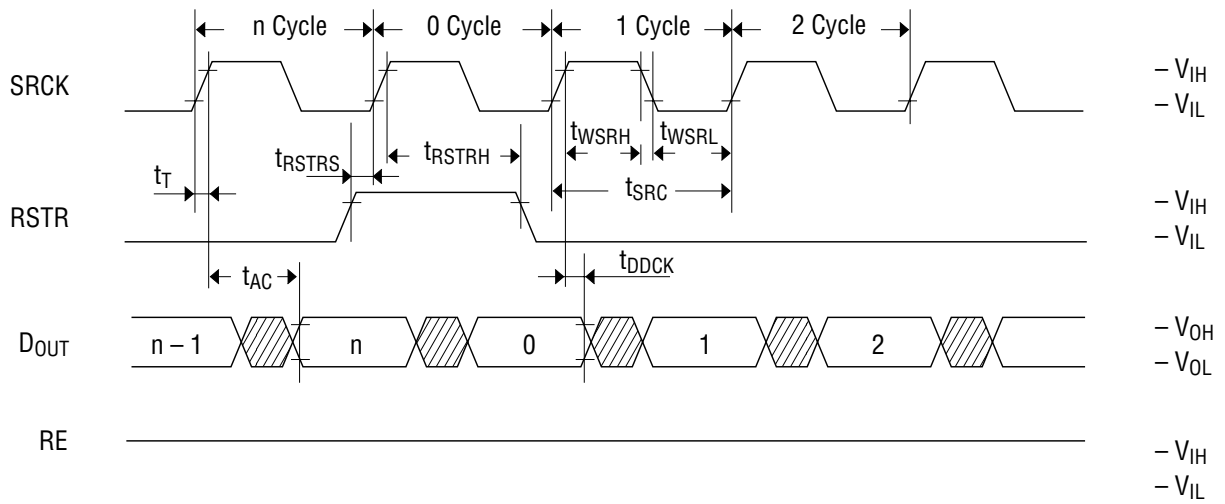 n Cycle 0 Cycle 1 Cycle 2 Cycle
SRCK
– VIH
– VIL
tWSRH tWSRL
tRSTRS tRSTRH
tT
tSRC
RSTR
– VIH
– VIL
tAC
tDDCK
DOUT
n – 1 n 0 1 2
– VOH
– VOL
RE
– VIH
– VIL